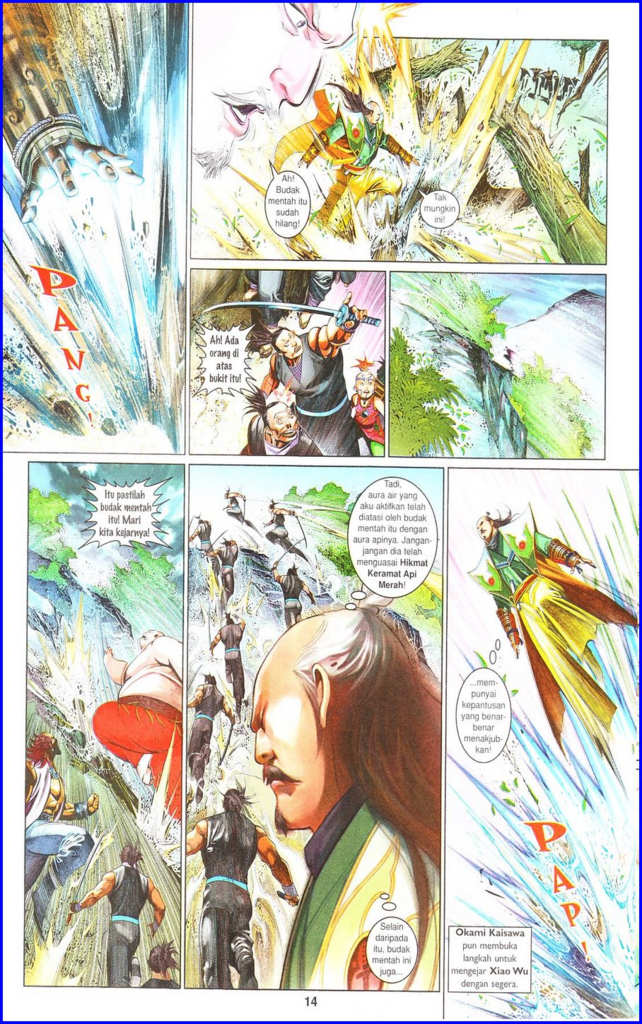 PANG!
Ah!
Budak
mentah itu
sudah
hilang!
Tak
mungkin
ini!
Ah! Ada
orang di
atas
bukit itu!
Itu pastilah
budak mentah
itu! Mari
kita kejarnya!
Tadi,
aura air yang
aku aktifkan telah
diatasi oleh budak
mentah itu dengan
aura apinya. Jangan-
jangan dia telah
menguasai Hikmat
Keramat Api
Merah!
Selain
daripada
itu, budak
mentah ini
juga...
...mem-
punyai
kepantasan
yang benar-
benar
menakjub-
kan!
PAP!
Okami Kaisawa
pun membuka
langkah untuk
mengejar Xiao Wu
dengan segera.
14